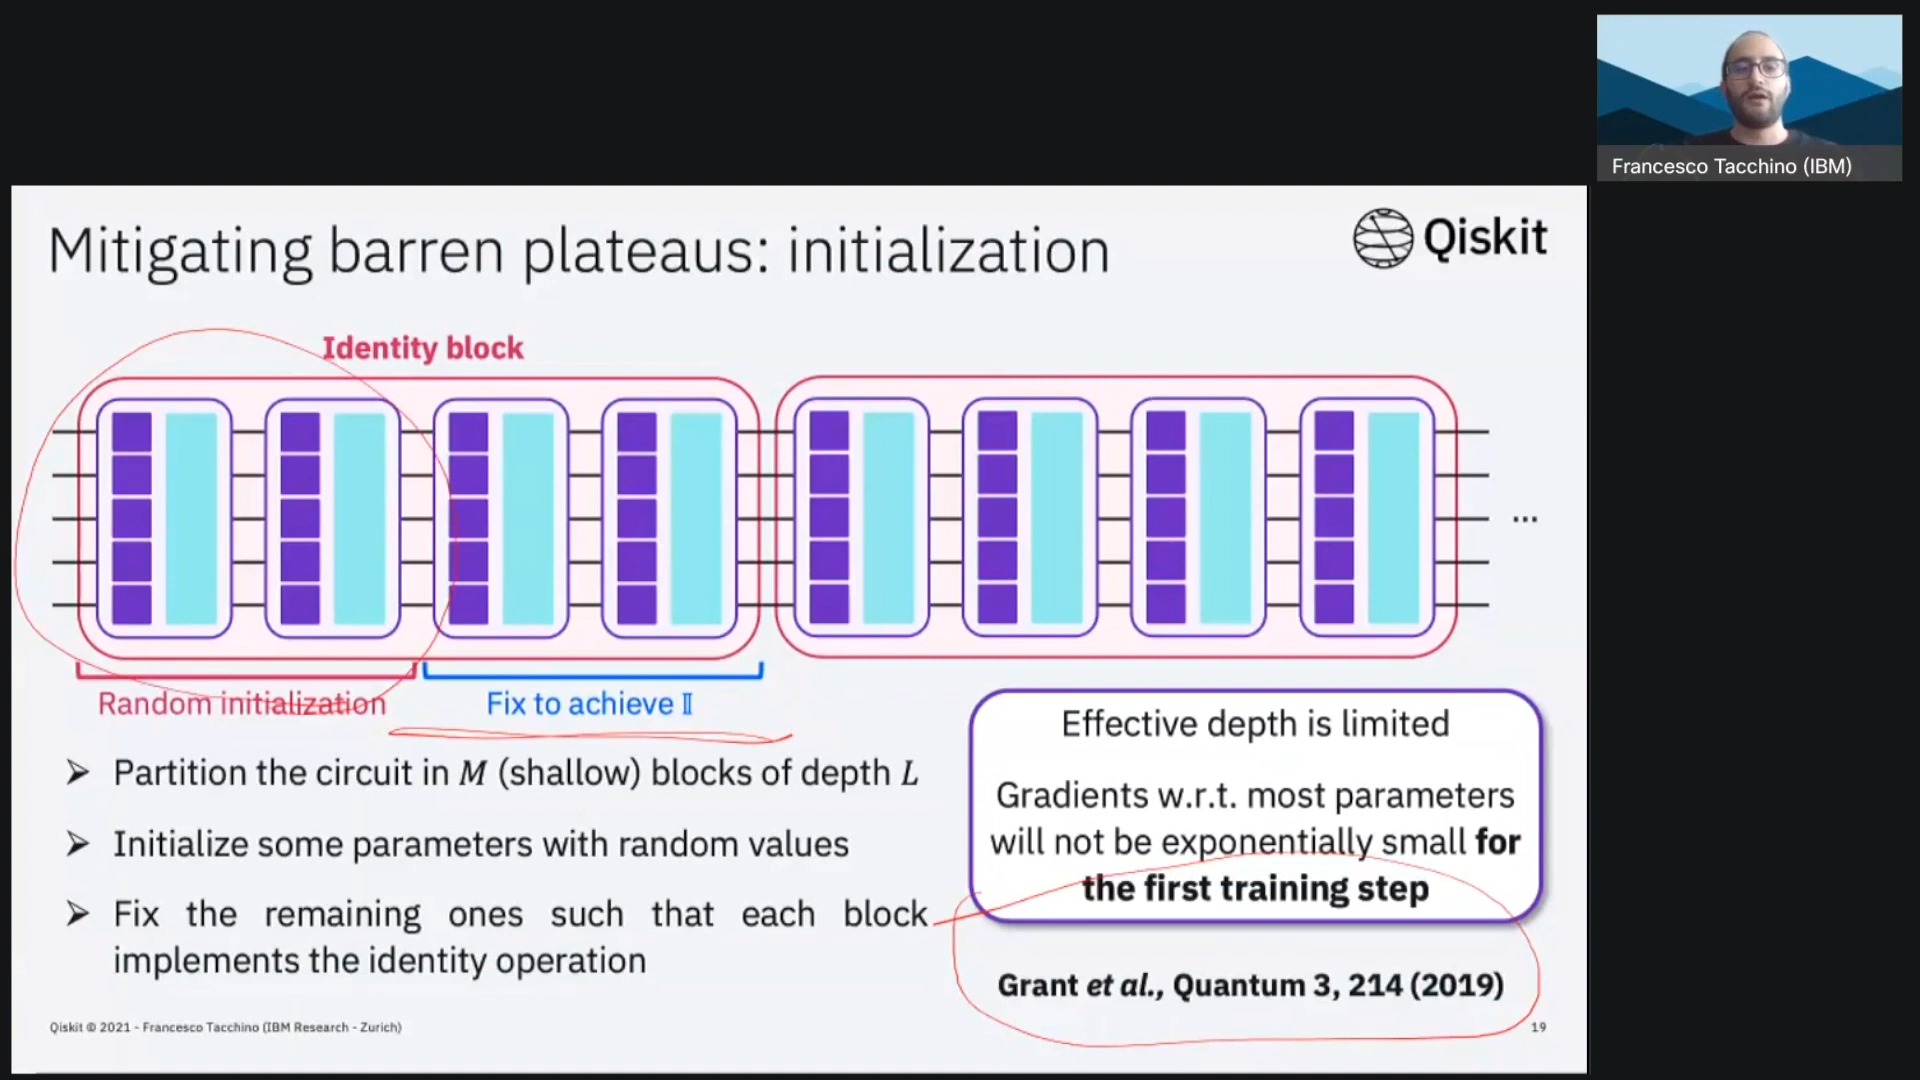 Francesco Tacchino (IBM)
Mitigating barren plateaus: initialization
Qiskit
Identity block
...
Random initialization
Fix to achieve 𝕀
➢ Partition the circuit in M (shallow) blocks of depth L
➢ Initialize some parameters with random values
➢ Fix the remaining ones such that each block
implements the identity operation
Effective depth is limited
Gradients w.r.t. most parameters
will not be exponentially small for
the first training step
Grant et al., Quantum 3, 214 (2019)
Qiskit © 2021 - Francesco Tacchino (IBM Research - Zurich)
19